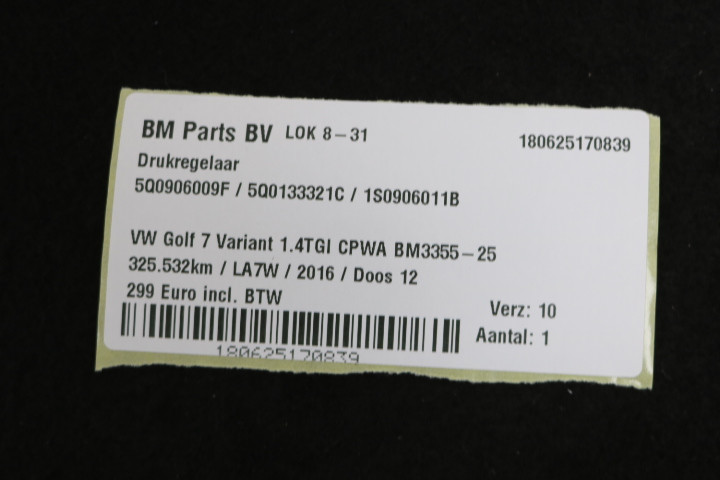 BM Parts BV LOK 8-31 180625170839
Drukregelaar
5Q0906009F / 5Q0133321C / 1S0906011B
VW Golf 7 Variant 1.4TGI CPWA BM3355-25
325.532km / LA7W / 2016 / Doos 12
299 Euro incl. BTW
Verz: 10
Aantal: 1
180625170839